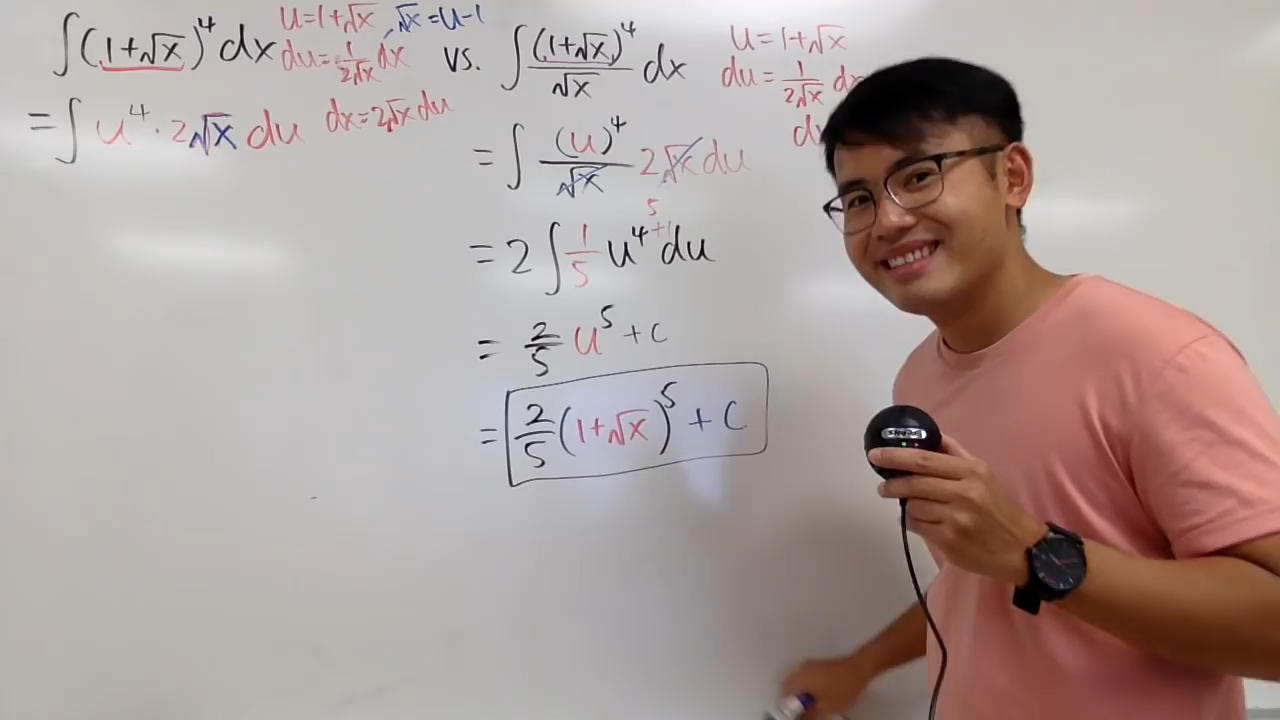 ∫(1+√x)⁴dx u=1+√x, √x=u-1
du=1/(2√x) dx
=∫u⁴·2√x du dx=2√x du
vs.
∫(1+√x)⁴/√x dx u=1+√x
du=1/(2√x) dx
=∫(u)⁴/√x 2√x du
=2∫1/5 u⁴⁺¹ du
5
=2/5 u⁵+C
=2/5(1+√x)⁵+C